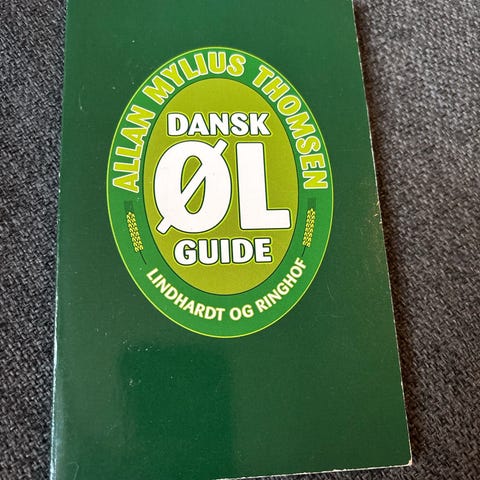 ALLAN MYLIUS THOMSEN
DANSK
ØL
GUIDE
LINDHARDT OG RINGHOF